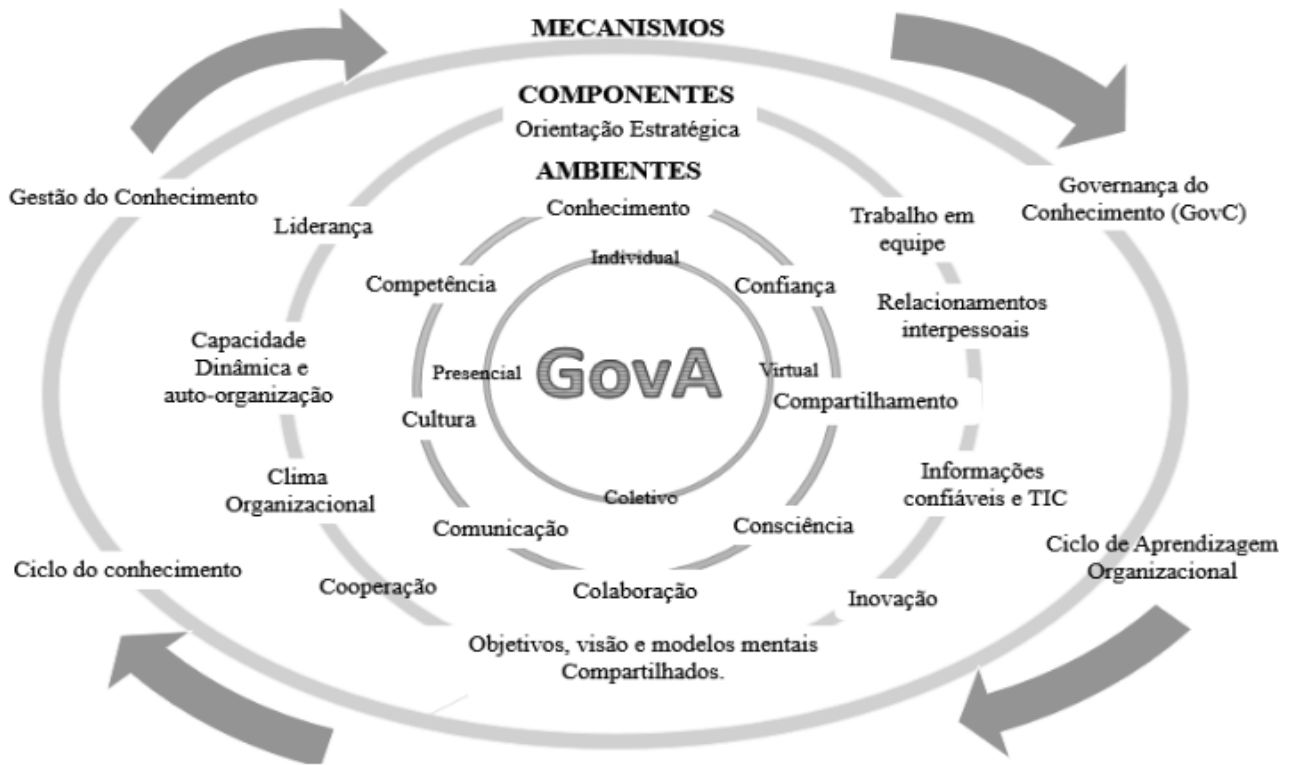 MECANISMOS
COMPONENTES
Orientação Estratégica
AMBIENTES
Conhecimento
Individual
Gestão do Conhecimento
Governança do
Conhecimento (GovC)
Liderança
Trabalho em
equipe
Competência
Confiança
Relacionamentos
interpessoais
Capacidade
Dinâmica e
auto-organização
Presencial
GovA
Virtual
Compartilhamento
Cultura
Clima
Organizacional
Informações
confiáveis e TIC
Coletivo
Comunicação
Consciência
Ciclo do conhecimento
Ciclo de Aprendizagem
Organizacional
Cooperação
Colaboração
Inovação
Objetivos, visão e modelos mentais
Compartilhados.